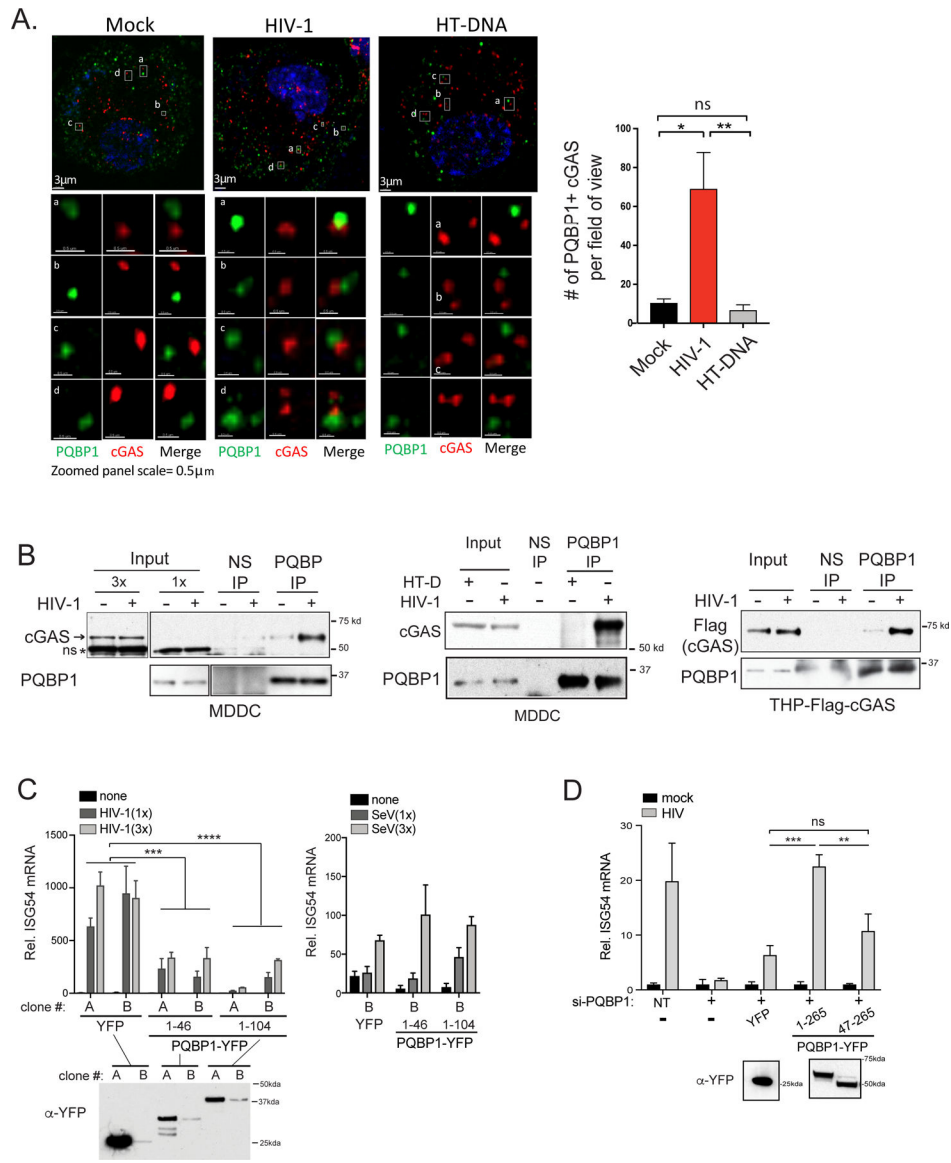 A.
Mock HIV-1 HT-DNA
a
d
b
c
3µm
a
c
b
d
3µm
c
b
a
d
3µm
a
b
c
d
a
b
c
d
a
b
c
PQBP1 cGAS Merge PQBP1 cGAS Merge PQBP1 cGAS Merge
Zoomed panel scale= 0.5µm
ns
* **
100
80
60
40
20
0
# of PQBP1+ cGAS
per field of view
Mock
HIV-1
HT-DNA
B
Input NS IP PQBP IP
3x 1x
HIV-1 - + - + - + - +
cGAS→
ns *
75 kd
50
PQBP1
37
MDDC
Input NS IP PQBP1 IP
HT-D + - - + -
HIV-1 - + - - +
cGAS
50 kd
PQBP1
37
MDDC
Input NS IP PQBP1 IP
HIV-1 - + - + - +
Flag (cGAS)
75kd
PQBP1
37
THP-Flag-cGAS
C
none
HIV-1(1x)
HIV-1(3x)
****
***
1000
500
0
Rel. ISG54 mRNA
clone #: A B A B A B
YFP 1-46 1-104
PQBP1-YFP
clone #: A B A B A B
α-YFP
50kda
37kda
25kda
none
SeV(1x)
SeV(3x)
200
150
100
50
0
Rel. ISG54 mRNA
B B B
YFP 1-46 1-104
PQBP1-YFP
D
mock
HIV
ns
*** **
30
20
10
0
Rel. ISG54 mRNA
si-PQBP1: NT + + + +
- - YFP 1-265 47-265
PQBP1-YFP
α-YFP
25kda
75kda
50kda